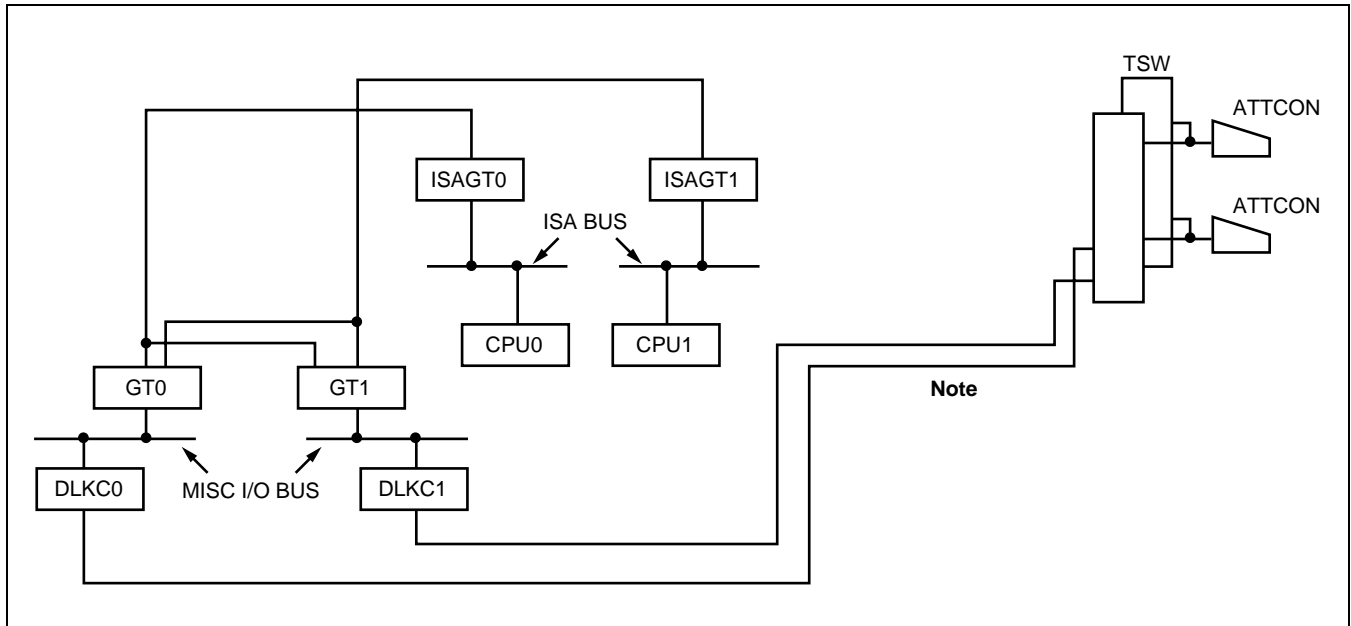 TSW
ATTCON
ISAGT0
ISAGT1
ATTCON
ISA BUS
CPU0
CPU1
GT0
GT1
Note
DLKC0
MISC I/O BUS
DLKC1